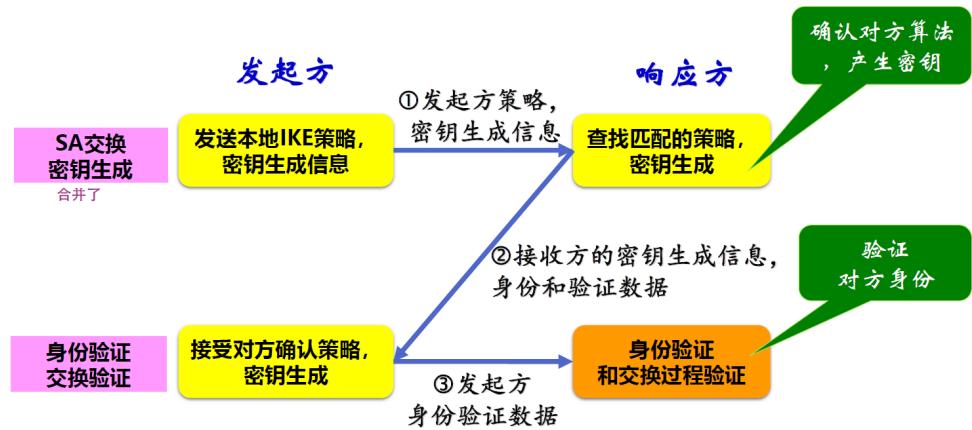 发起方
响应方
确认对方算法
，产生密钥
①发起方策略，
密钥生成信息
SA交换
密钥生成
合并了
发送本地IKE策略，
密钥生成信息
查找匹配的策略，
密钥生成
②接收方的密钥生成信息，
身份和验证数据
验证
对方身份
身份验证
交换验证
接受对方确认策略，
密钥生成
③发起方
身份验证数据
身份验证
和交换过程验证